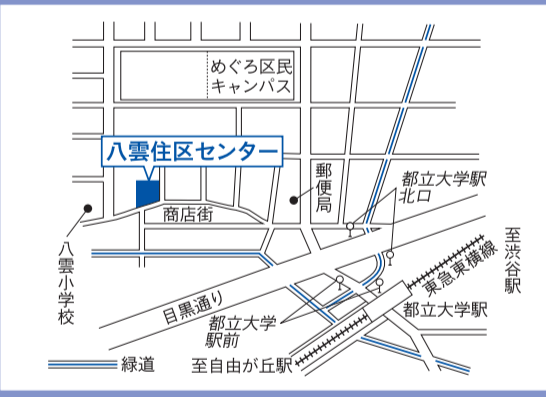 めぐろ区民
キャンパス
八雲住区センター
郵便局
都立大学駅
北口
商店街
八雲小学校
至渋谷駅
東急東横線
目黒通り
都立大学
駅前
都立大学駅
緑道
至自由が丘駅